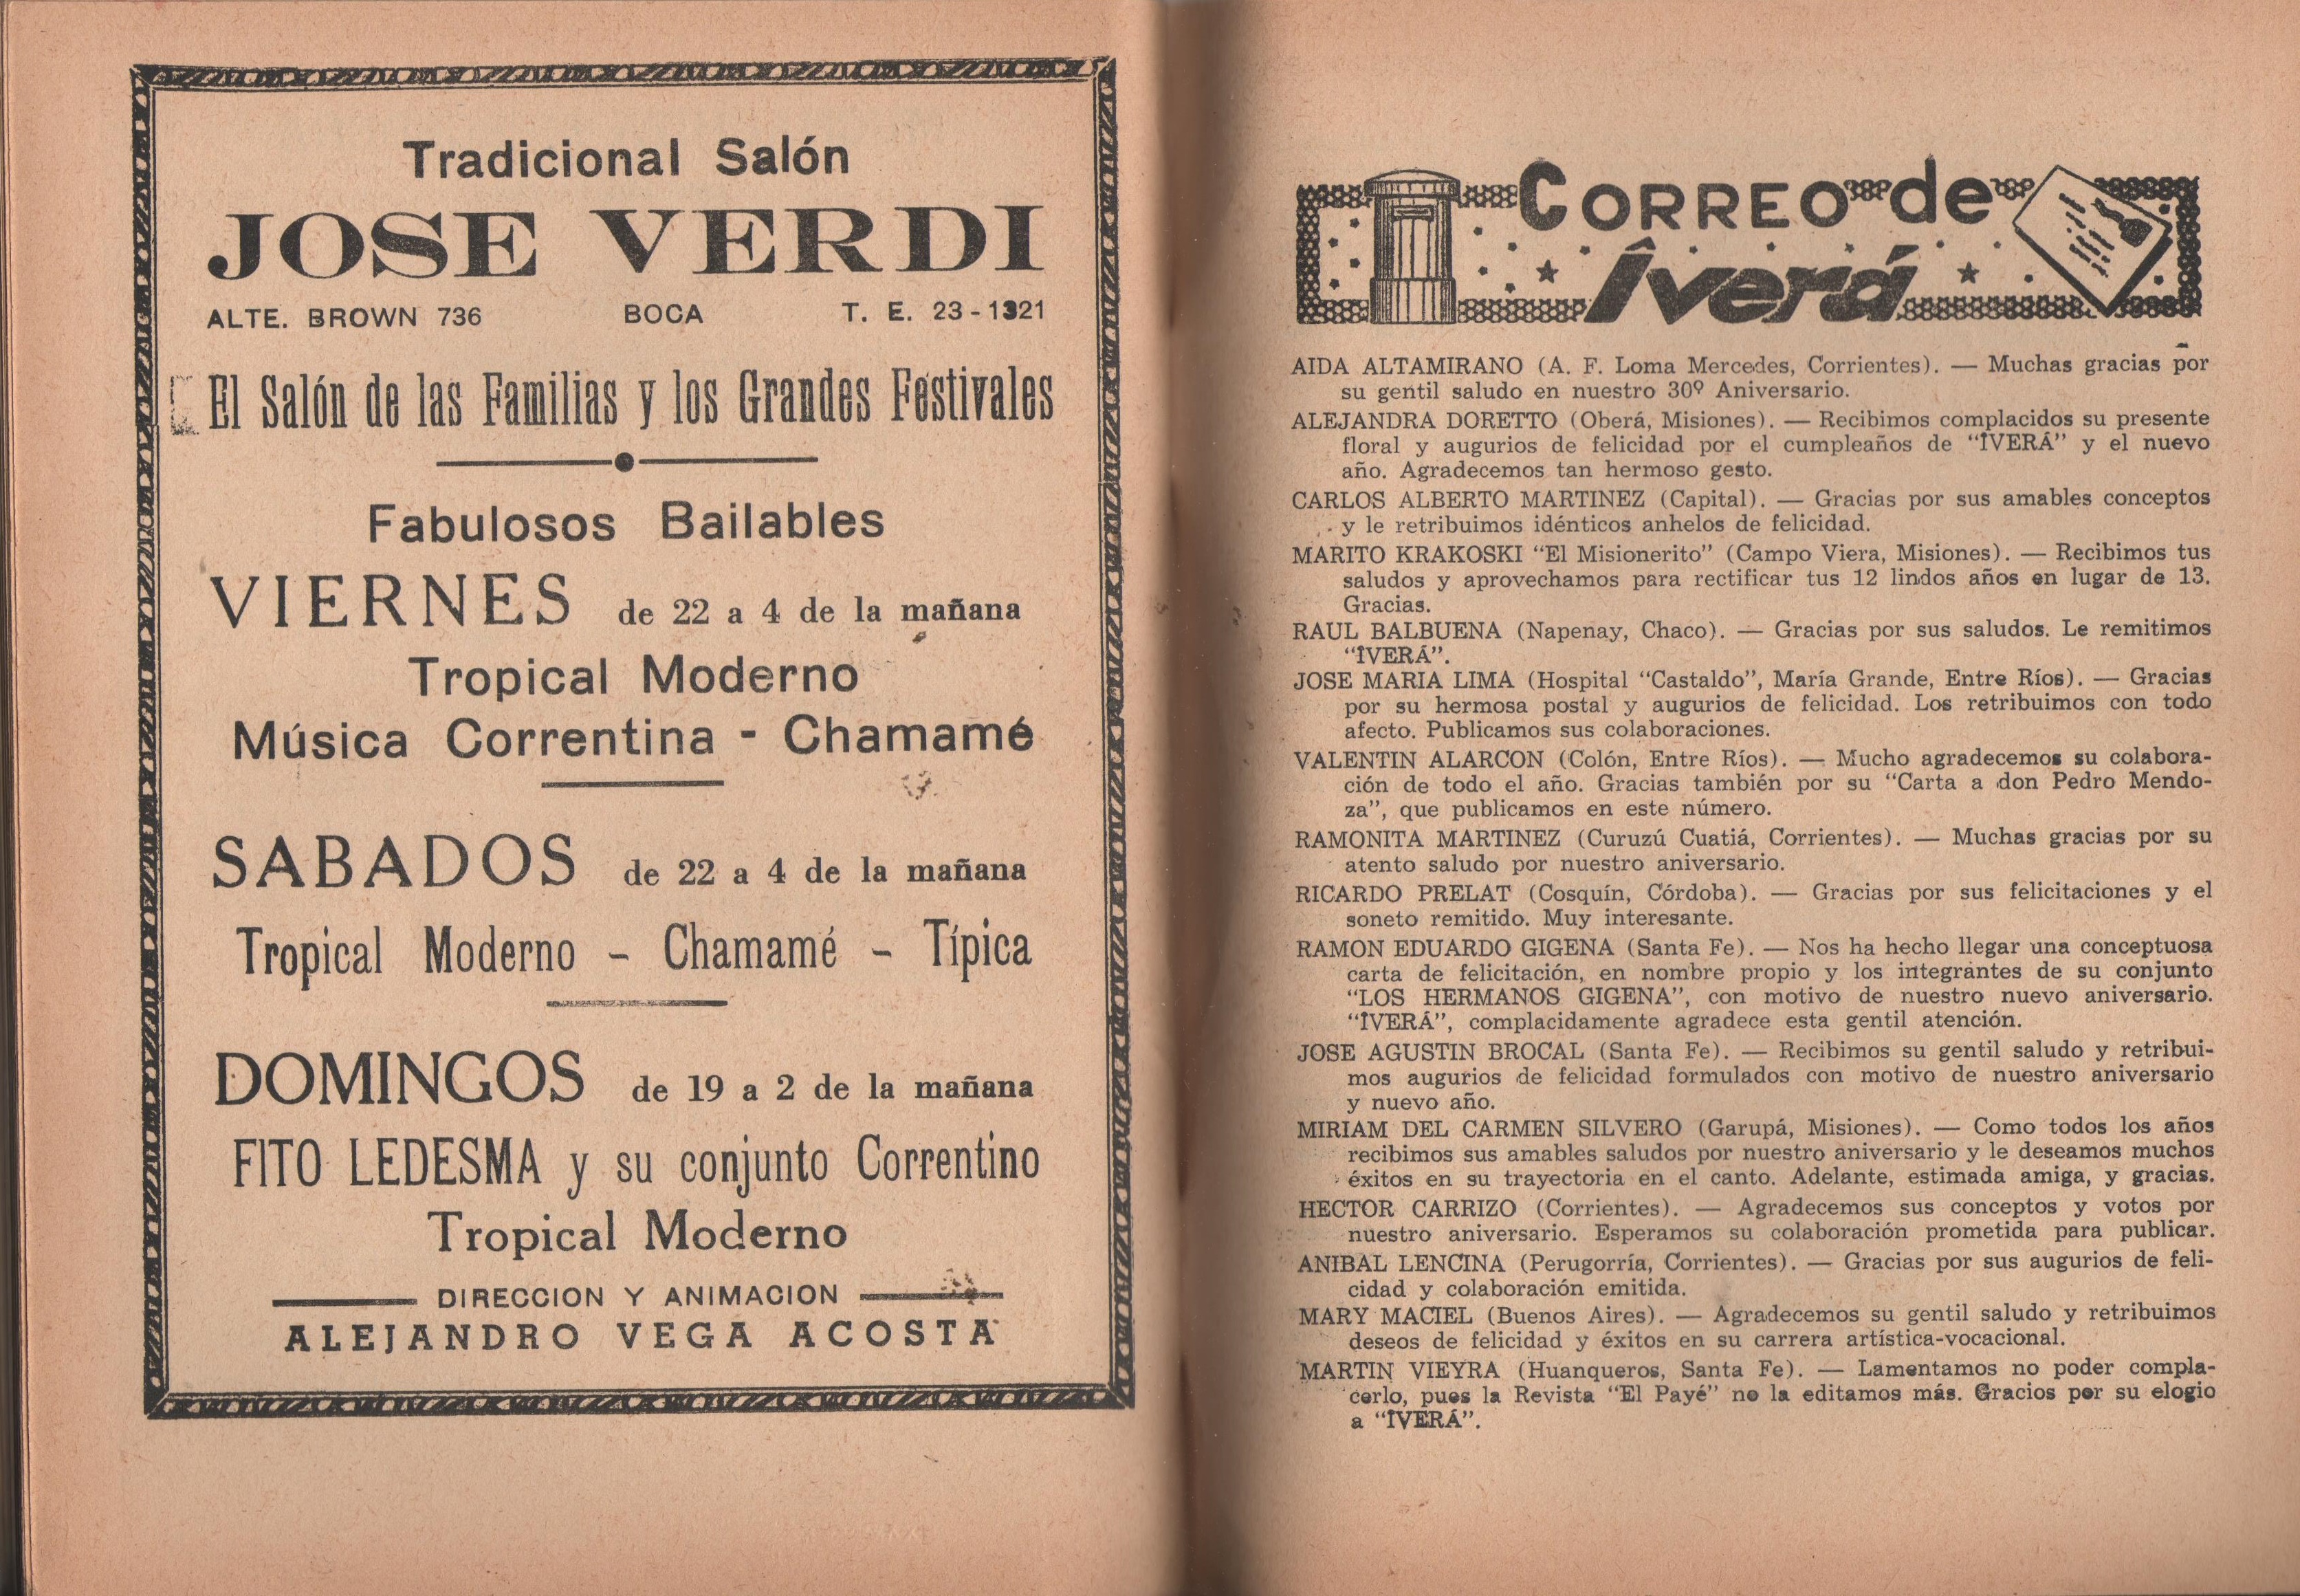 Tradicional Salón
JOSE VERDI
ALTE. BROWN 736 BOCA T. E. 23-1321
El Salón de las Familias y los Grandes Festivales
Fabulosos Bailables
VIERNES de 22 a 4 de la mañana
Tropical Moderno
Música Correntina - Chamamé
SABADOS de 22 a 4 de la mañana
Tropical Moderno - Chamamé - Típica
DOMINGOS de 19 a 2 de la mañana
FITO LEDESMA y su conjunto Correntino
Tropical Moderno
DIRECCION Y ANIMACION
ALEJANDRO VEGA ACOSTA
CORREO de
Îverá
AIDA ALTAMIRANO (A. F. Loma Mercedes, Corrientes). — Muchas gracias por
su gentil saludo en nuestro 30º Aniversario.
ALEJANDRA DORETTO (Oberá, Misiones). — Recibimos complacidos su presente
floral y augurios de felicidad por el cumpleaños de “ÎVERÁ” y el nuevo
año. Agradecemos tan hermoso gesto.
CARLOS ALBERTO MARTINEZ (Capital). — Gracias por sus amables conceptos
y le retribuimos idénticos anhelos de felicidad.
MARITO KRAKOSKI “El Misionerito” (Campo Viera, Misiones). — Recibimos tus
saludos y aprovechamos para rectificar tus 12 lindos años en lugar de 13.
Gracias.
RAUL BALBUENA (Napenay, Chaco). — Gracias por sus saludos. Le remitimos
“ÎVERÁ”.
JOSE MARIA LIMA (Hospital “Castaldo”, María Grande, Entre Ríos). — Gracias
por su hermosa postal y augurios de felicidad. Los retribuimos con todo
afecto. Publicamos sus colaboraciones.
VALENTIN ALARCON (Colón, Entre Ríos). — Mucho agradecemos su colabora-
ción de todo el año. Gracias también por su “Carta a don Pedro Mendo-
za”, que publicamos en este número.
RAMONITA MARTINEZ (Curuzú Cuatiá, Corrientes). — Muchas gracias por su
atento saludo por nuestro aniversario.
RICARDO PRELAT (Cosquín, Córdoba). — Gracias por sus felicitaciones y el
soneto remitido. Muy interesante.
RAMON EDUARDO GIGENA (Santa Fe). — Nos ha hecho llegar una conceptuosa
carta de felicitación, en nombre propio y los integrantes de su conjunto
“LOS HERMANOS GIGENA”, con motivo de nuestro nuevo aniversario.
“ÎVERÁ”, complacidamente agradece esta gentil atención.
JOSE AGUSTIN BROCAL (Santa Fe). — Recibimos su gentil saludo y retribui-
mos augurios de felicidad formulados con motivo de nuestro aniversario
y nuevo año.
MIRIAM DEL CARMEN SILVERO (Garupá, Misiones). — Como todos los años
recibimos sus amables saludos por nuestro aniversario y le deseamos muchos
éxitos en su trayectoria en el canto. Adelante, estimada amiga, y gracias.
HECTOR CARRIZO (Corrientes). — Agradecemos sus conceptos y votos por
nuestro aniversario. Esperamos su colaboración prometida para publicar.
ANIBAL LENCINA (Perugorría, Corrientes). — Gracias por sus augurios de feli-
cidad y colaboración emitida.
MARY MACIEL (Buenos Aires). — Agradecemos su gentil saludo y retribuimos
deseos de felicidad y éxitos en su carrera artística-vocacional.
MARTIN VIEYRA (Huanqueros, Santa Fe). — Lamentamos no poder compla-
cerlo, pues la Revista “El Payé” no la editamos más. Gracios por su elogio
a “ÎVERÁ”.